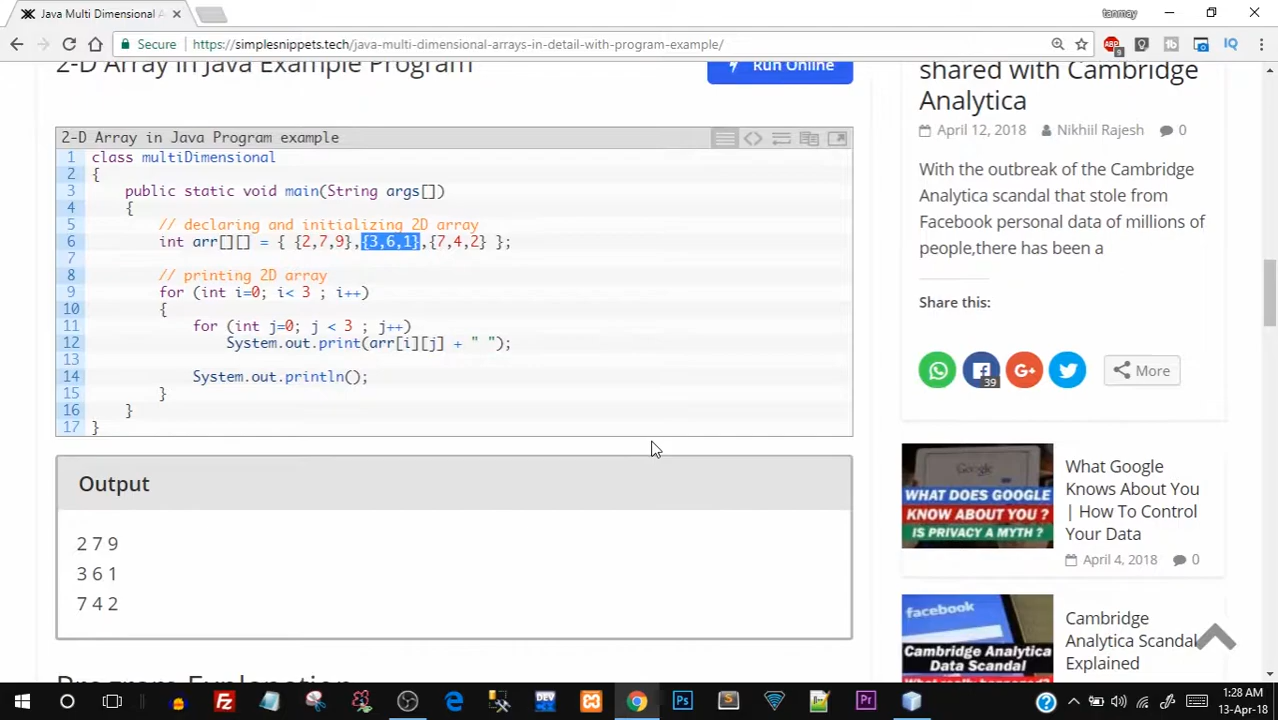 Java Multi Dimensional A
tanmay
Secure
https://simplesnippets.tech/java-multi-dimensional-arrays-in-detail-with-program-example/
2-D Array in Java Example Program
Run Online
2-D Array in Java Program example
1 class multiDimensional
2 {
3 public static void main(String args[])
4 {
5 // declaring and initializing 2D array
6 int arr[][] = { {2,7,9},{3,6,1},{7,4,2} };
7
8 // printing 2D array
9 for (int i=0; i< 3 ; i++)
10 {
11 for (int j=0; j < 3 ; j++)
12 System.out.print(arr[i][j] + " ");
13
14 System.out.println();
15 }
16 }
17 }
Output
2 7 9
3 6 1
7 4 2
Program Explanation
shared with Cambridge
Analytica
April 12, 2018 Nikhiil Rajesh 0
With the outbreak of the Cambridge
Analytica scandal that stole from
Facebook personal data of millions of
people,there has been a
Share this:
39
More
Google
WHAT DOES GOOGLE
KNOW ABOUT YOU ?
IS PRIVACY A MYTH ?
What Google
Knows About You
| How To Control
Your Data
April 4, 2018 0
facebook
Cambridge Analytica
Data Scandal
Cambridge
Analytica Scandal
Explained
1:28 AM
13-Apr-18